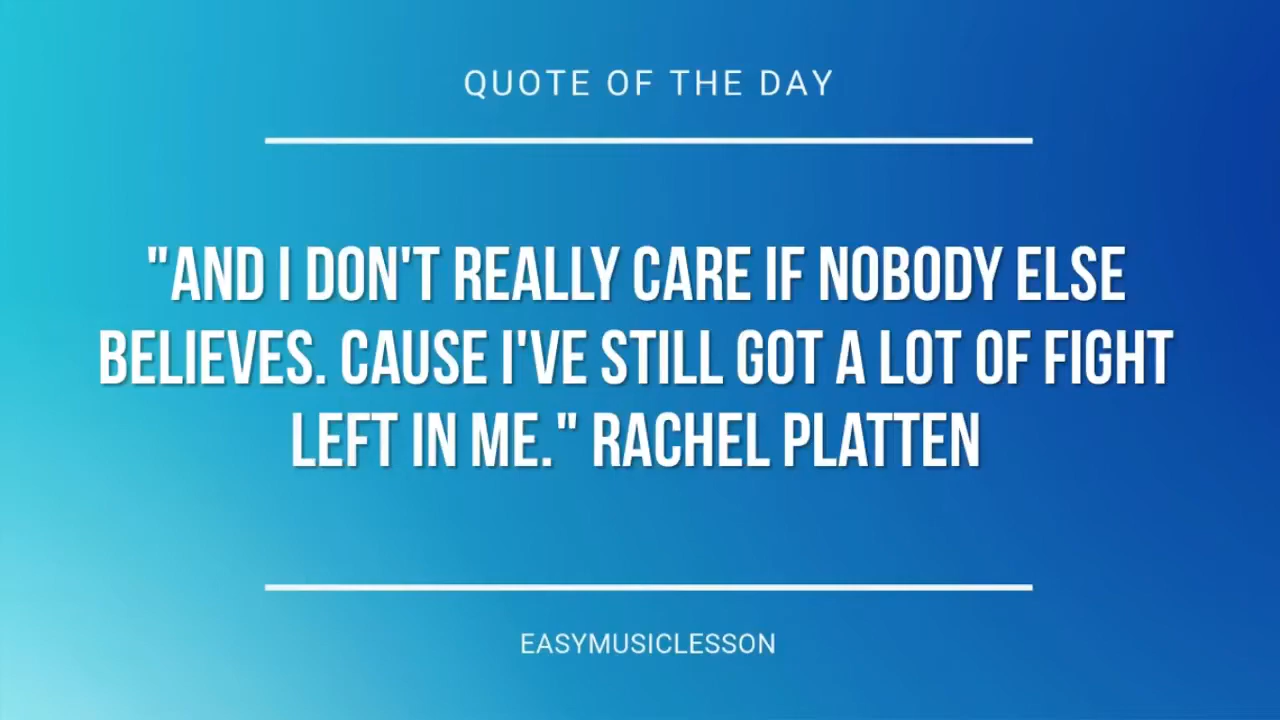 QUOTE OF THE DAY
"AND I DON'T REALLY CARE IF NOBODY ELSE
BELIEVES. CAUSE I'VE STILL GOT A LOT OF FIGHT
LEFT IN ME." RACHEL PLATTEN
EASYMUSICLESSON